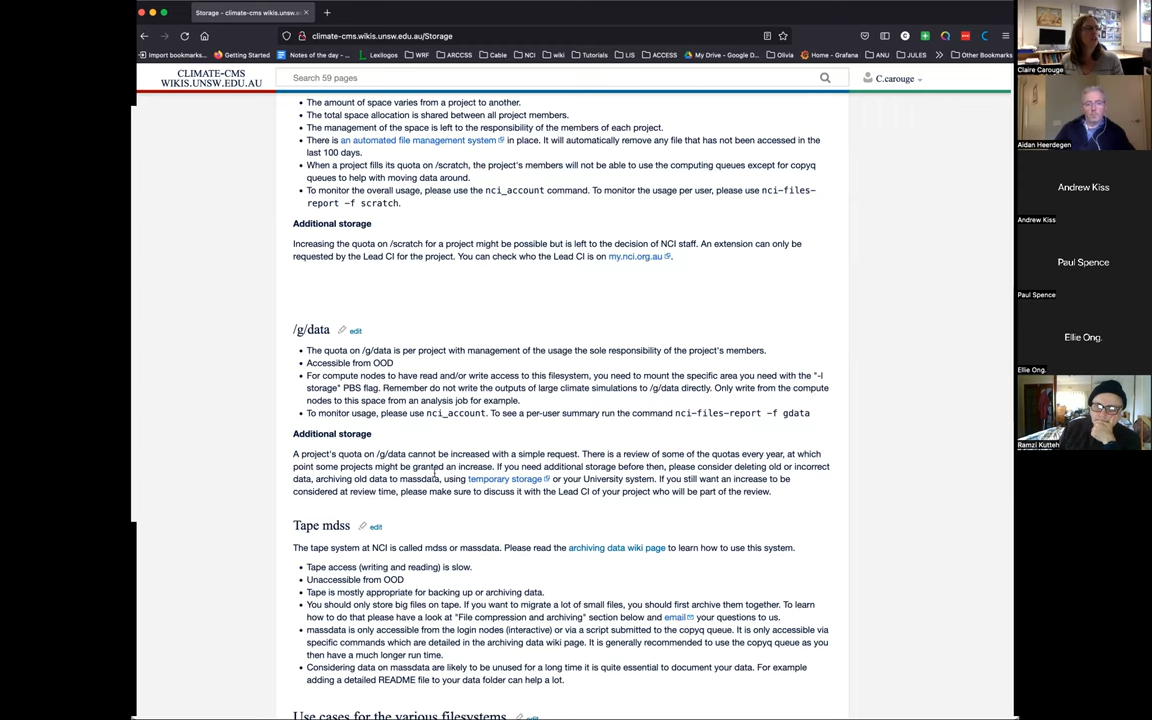 Storage - climate-cms.wikis.unsw.e
climate-cms.wikis.unsw.edu.au/Storage
Import bookmarks... Getting Started Notes of the day -... Lexilogos WRF ARCCSS Cable NCI wiki Tutorials LIS ACCESS My Drive - Google D... Olivia Home - Grafana ANU JULES Other Bookmarks
CLIMATE-CMS
WIKIS.UNSW.EDU.AU
Search 59 pages
C.carouge
The amount of space varies from a project to another.
The total space allocation is shared between all project members.
The management of the space is left to the responsibility of the members of each project.
There is an automated file management system in place. It will automatically remove any file that has not been accessed in the
last 100 days.
When a project fills its quota on /scratch, the project's members will not be able to use the computing queues except for copyq
queues to help with moving data around.
To monitor the overall usage, please use the nci_account command. To monitor the usage per user, please use nci-files-
report -f scratch.
Additional storage
Increasing the quota on /scratch for a project might be possible but is left to the decision of NCI staff. An extension can only be
requested by the Lead CI for the project. You can check who the Lead CI is on my.nci.org.au.
/g/data edit
The quota on /g/data is per project with management of the usage the sole responsibility of the project's members.
Accessible from OOD
For compute nodes to have read and/or write access to this filesystem, you need to mount the specific area you need with the "-l
storage" PBS flag. Remember do not write the outputs of large climate simulations to /g/data directly. Only write from the compute
nodes to this space from an analysis job for example.
To monitor usage, please use nci_account. To see a per-user summary run the command nci-files-report -f gdata
Additional storage
A project's quota on /g/data cannot be increased with a simple request. There is a review of some of the quotas every year, at which
point some projects might be granted an increase. If you need additional storage before then, please consider deleting old or incorrect
data, archiving old data to massdata, using temporary storage or your University system. If you still want an increase to be
considered at review time, please make sure to discuss it with the Lead CI of your project who will be part of the review.
Tape mdss edit
The tape system at NCI is called mdss or massdata. Please read the archiving data wiki page to learn how to use this system.
Tape access (writing and reading) is slow.
Unaccessible from OOD
Tape is mostly appropriate for backing up or archiving data.
You should only store big files on tape. If you want to migrate a lot of small files, you should first archive them together. To learn
how to do that please have a look at "File compression and archiving" section below and email your questions to us.
massdata is only accessible from the login nodes (interactive) or via a script submitted to the copyq queue. It is only accessible via
specific commands which are detailed in the archiving data wiki page. It is generally recommended to use the copyq queue as you
then have a much longer run time.
Considering data on massdata are likely to be unused for a long time it is quite essential to document your data. For example
adding a detailed README file to your data folder can help a lot.
Use cases for the various filesystems edit
Claire Carouge
Aidan Heerdegen
Andrew Kiss
Andrew Kiss
Paul Spence
Paul Spence
Ellie Ong.
Ellie Ong.
Ramzi Kutteh